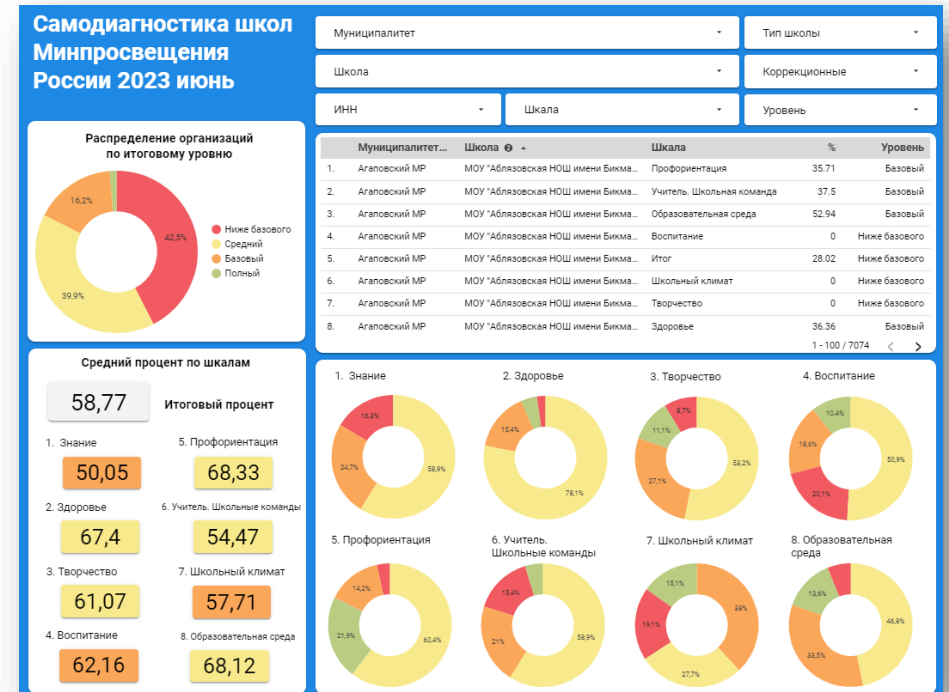 Самодиагностика школ
Минпросвещения
России 2023 июнь
Муниципалитет
Тип школы
Школа
Коррекционные
ИНН
Шкала
Уровень
Распределение организаций
по итоговому уровню
16,2%
42,5%
39,9%
Ниже базового
Средний
Базовый
Полный
Муниципалитет... Школа Шкала % Уровень
1. Агаповский МР МОУ "Аблязовская НОШ имени Бикма... Профориентация 35.71 Базовый
2. Агаповский МР МОУ "Аблязовская НОШ имени Бикма... Учитель. Школьная команда 37.5 Базовый
3. Агаповский МР МОУ "Аблязовская НОШ имени Бикма... Образовательная среда 52.94 Базовый
4. Агаповский МР МОУ "Аблязовская НОШ имени Бикма... Воспитание 0 Ниже базового
5. Агаповский МР МОУ "Аблязовская НОШ имени Бикма... Итог 28.02 Ниже базового
6. Агаповский МР МОУ "Аблязовская НОШ имени Бикма... Школьный климат 0 Ниже базового
7. Агаповский МР МОУ "Аблязовская НОШ имени Бикма... Творчество 0 Ниже базового
8. Агаповский МР МОУ "Аблязовская НОШ имени Бикма... Здоровье 36.36 Базовый
1 - 100 / 7074
Средний процент по шкалам
58,77 Итоговый процент
1. Знание
50,05
5. Профориентация
68,33
2. Здоровье
67,4
6. Учитель. Школьные команды
54,47
3. Творчество
61,07
7. Школьный климат
57,71
4. Воспитание
62,16
8. Образовательная среда
68,12
1. Знание
16,3%
24,7%
58,9%
2. Здоровье
15,4%
78,1%
3. Творчество
8,7%
11,1%
27,1%
53,2%
4. Воспитание
10,4%
18,6%
20,1%
50,9%
5. Профориентация
14,2%
21,9%
60,4%
6. Учитель.
Школьные команды
15,4%
21%
58,9%
7. Школьный климат
15,1%
19,1%
38%
27,7%
8. Образовательная
среда
13,6%
33,5%
46,8%